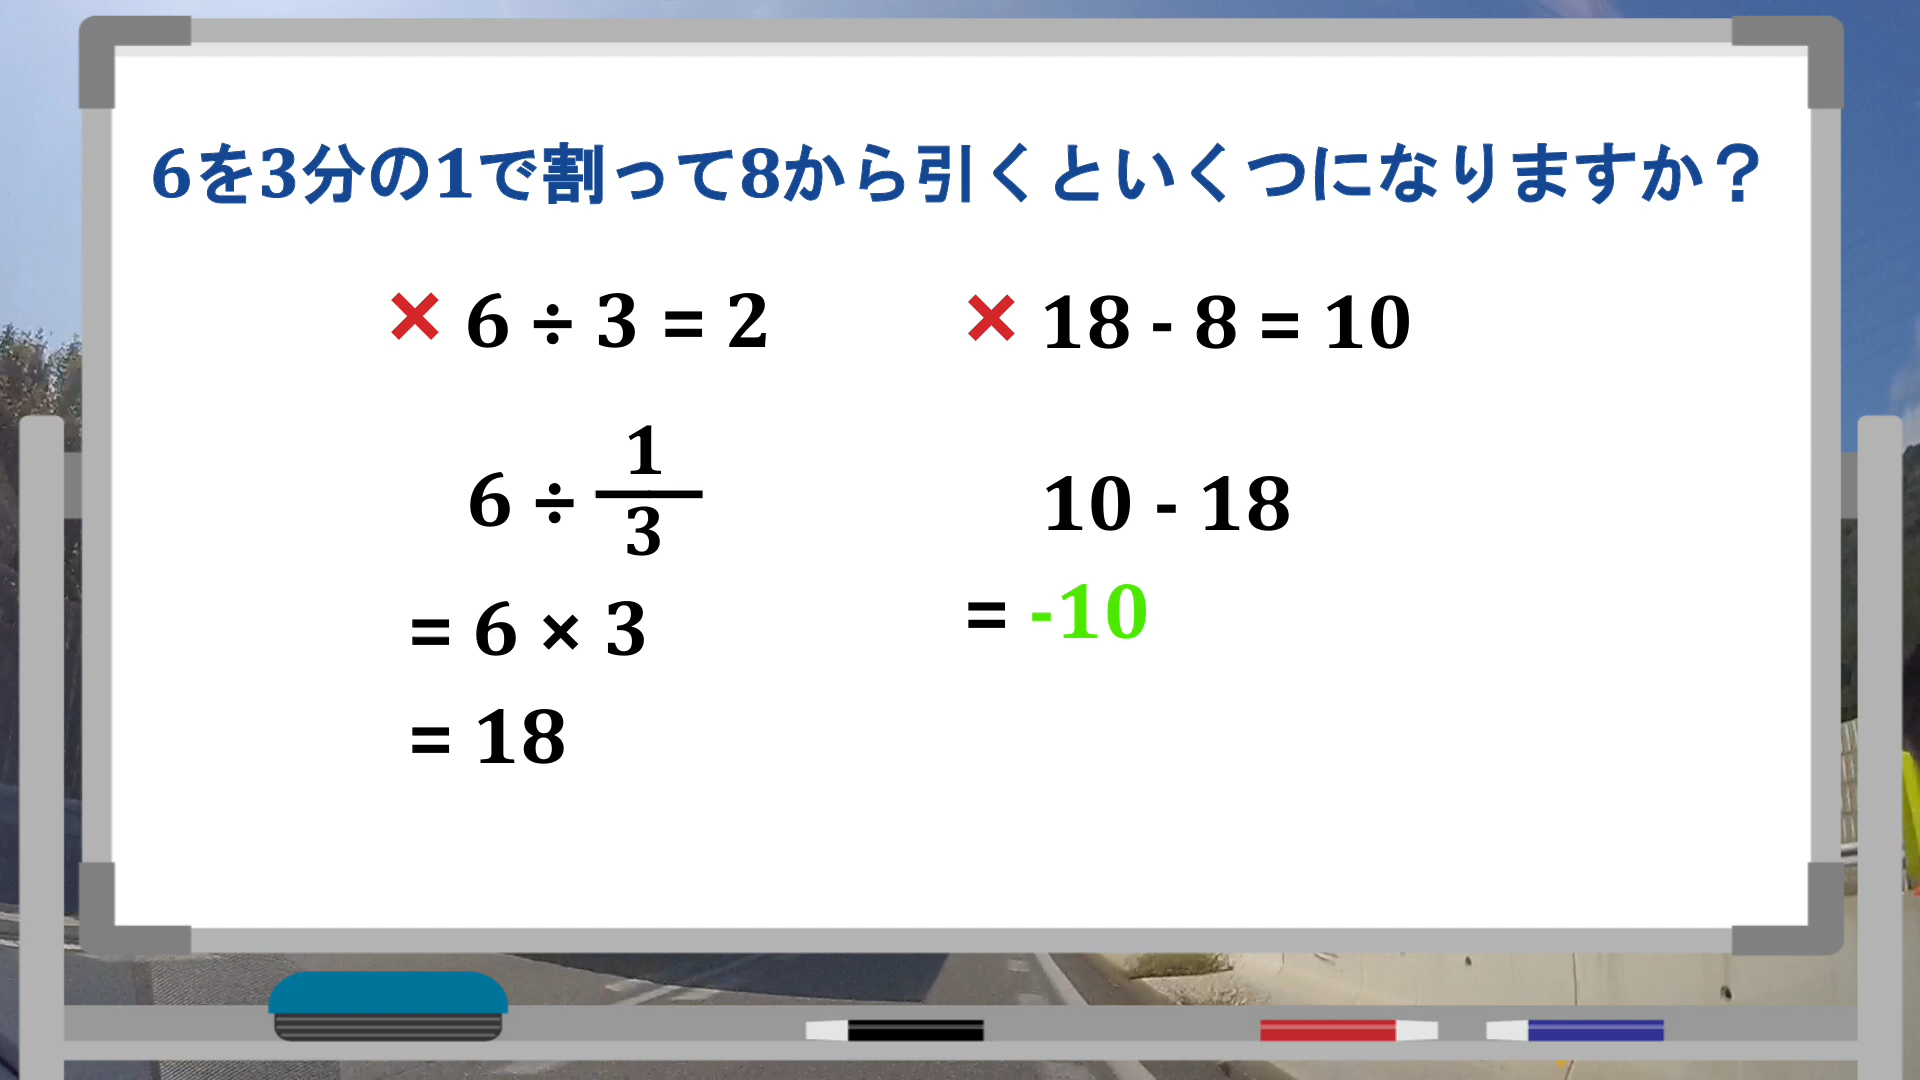 6を3分の1で割って8から引くといくつになりますか？
× 6 ÷ 3 = 2
6 ÷ 1/3
= 6 × 3
= 18
× 18 - 8 = 10
10 - 18
= -10